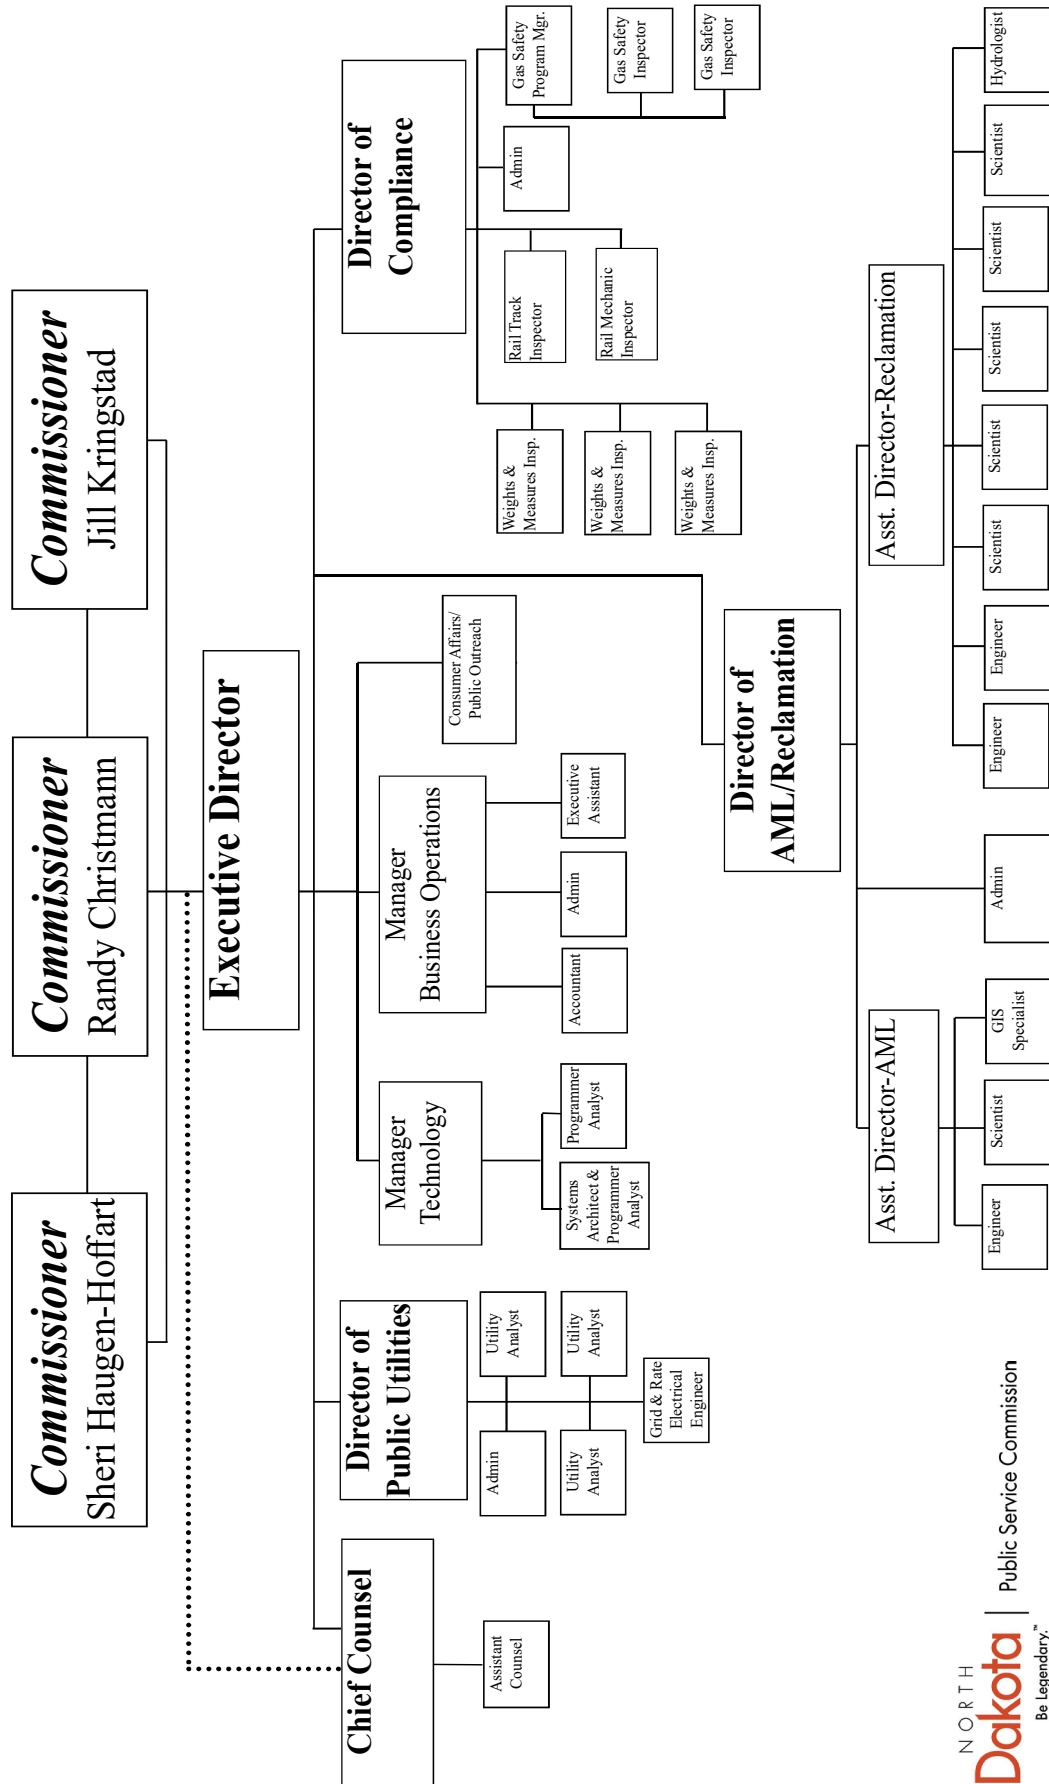 Commissioner
Sheri Haugen-Hoffart
Commissioner
Randy Christmann
Commissioner
Jill Kringstad
Executive Director
Chief Counsel
Assistant
Counsel
Director of
Public Utilities
Admin
Utility
Analyst
Utility
Analyst
Utility
Analyst
Grid & Rate
Electrical
Engineer
Manager
Technology
Systems
Architect &
Programmer
Analyst
Programmer
Analyst
Manager
Business Operations
Accountant
Admin
Executive
Assistant
Consumer Affairs/
Public Outreach
Director of
Compliance
Weights &
Measures Insp.
Weights &
Measures Insp.
Weights &
Measures Insp.
Rail Track
Inspector
Rail Mechanic
Inspector
Admin
Gas Safety
Program Mgr.
Gas Safety
Inspector
Gas Safety
Inspector
Director of
AML/Reclamation
Asst. Director-AML
Engineer
Scientist
GIS
Specialist
Admin
Asst. Director-Reclamation
Engineer
Engineer
Scientist
Scientist
Scientist
Scientist
Scientist
Hydrologist
NORTH
Dakota | Public Service Commission
Be Legendary.™